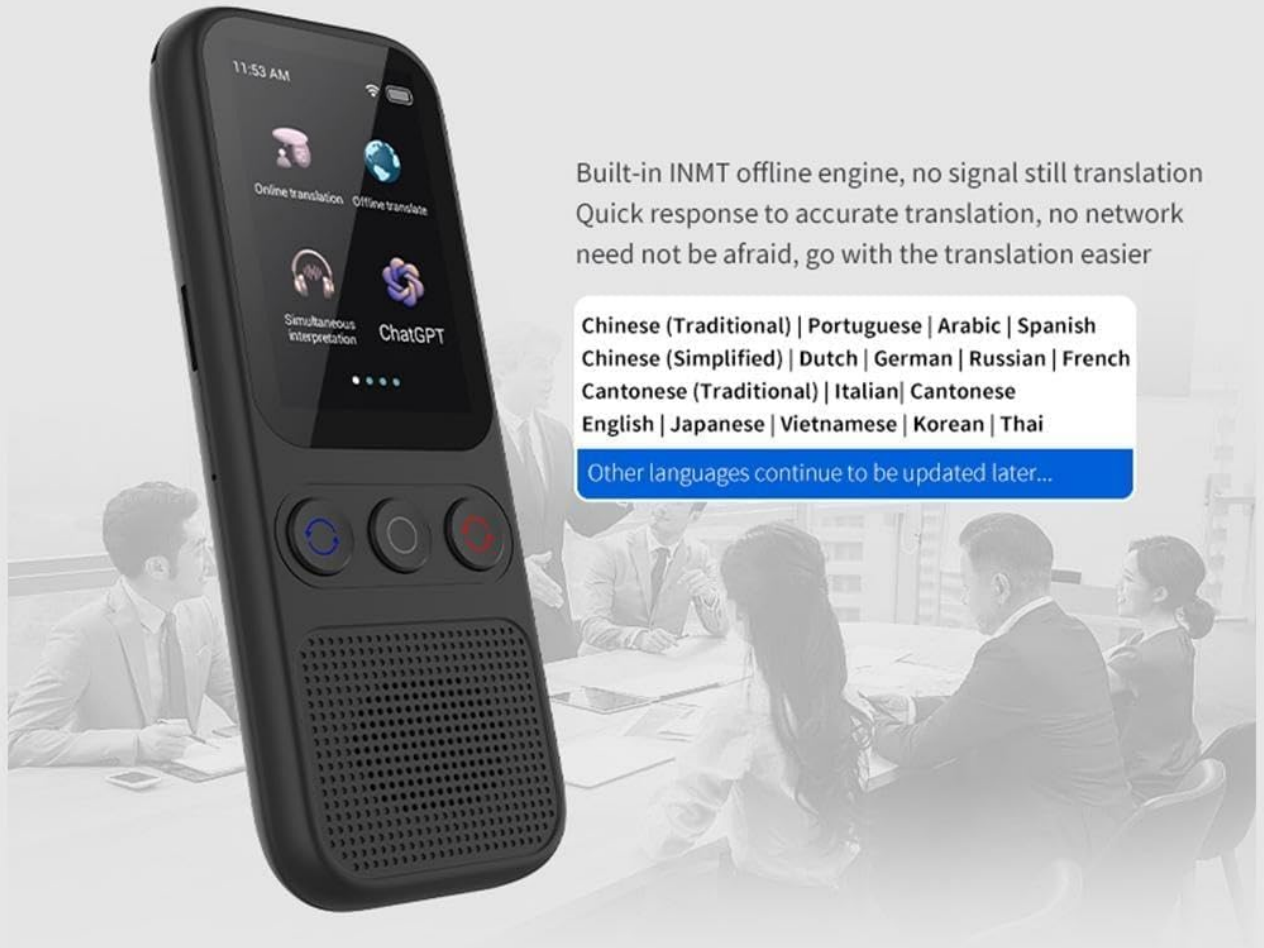 11:53 AM
Online translation
Offline translate
Simultaneous
interpretation
ChatGPT
Built-in INMT offline engine, no signal still translation
Quick response to accurate translation, no network
need not be afraid, go with the translation easier
Chinese (Traditional) | Portuguese | Arabic | Spanish
Chinese (Simplified) | Dutch | German | Russian | French
Cantonese (Traditional) | Italian| Cantonese
English | Japanese | Vietnamese | Korean | Thai
Other languages continue to be updated later...